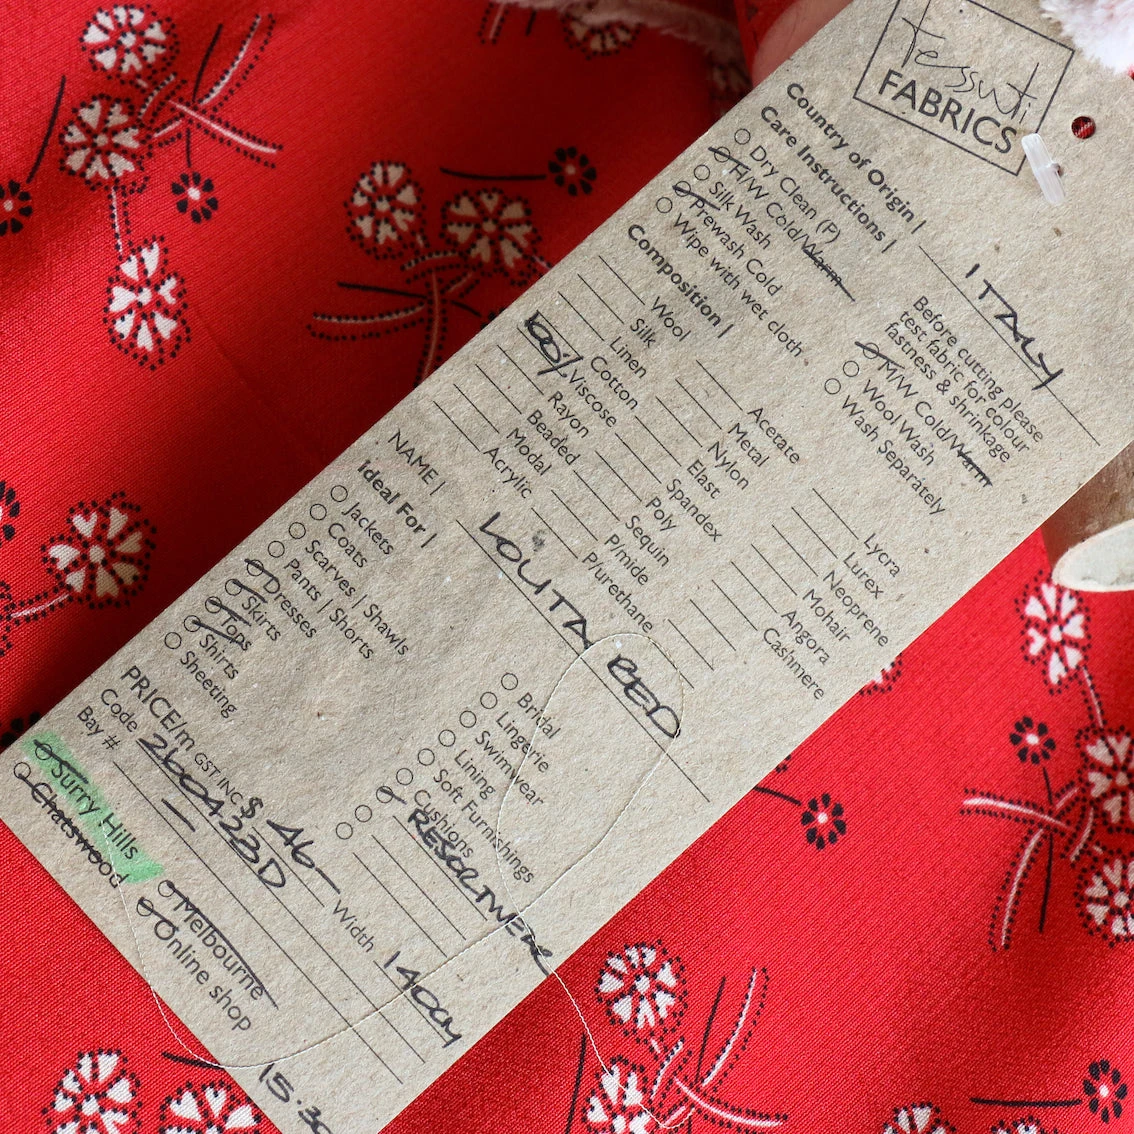 Tessuti
FABRICS
Country of Origin | ITALY
Care Instructions |
Dry Clean (P)
H/W Cold/Warm
Silk Wash
Prewash Cold
Wipe with wet cloth
Before cutting please
test fabric for colour
fastness & shrinkage
M/W Cold/Warm
Wool Wash
Wash Separately
Composition |
Wool
Silk
Linen
Cotton
100% Viscose
Rayon
Beaded
Modal
Acrylic
Acetate
Metal
Nylon
Elast
Spandex
Poly
Sequin
P/mide
P/urethane
Lycra
Lurex
Neoprene
Mohair
Angora
Cashmere
NAME | LOLITA RED
Ideal For |
Jackets
Coats
Scarves | Shawls
Pants | Shorts
Dresses
Skirts
Tops
Shirts
Sheeting
Bridal
Lingerie
Swimwear
Lining
Soft Furnishings
Cushions
RESORTWEAR
PRICE/m GST INC $ 46- Width 140cm
Code 2600423D
Bay # -
Surry Hills
Chatswood
Melbourne
Online shop
15.30